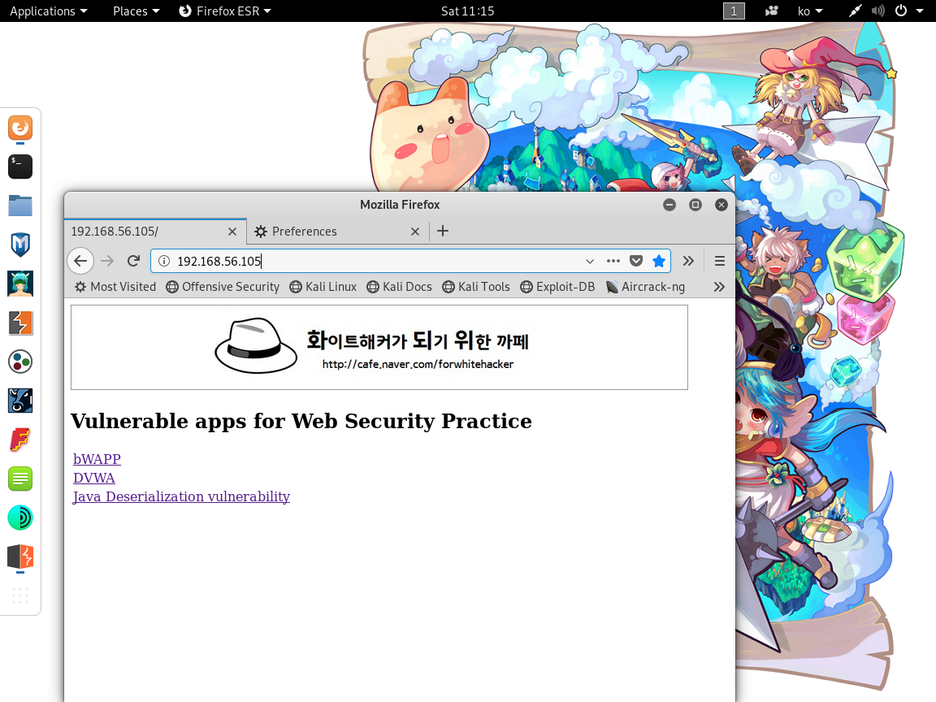 Applications Places Firefox ESR Sat 11:15 1 ko
Mozilla Firefox
192.168.56.105/ Preferences
192.168.56.105
Most Visited Offensive Security Kali Linux Kali Docs Kali Tools Exploit-DB Aircrack-ng
화이트해커가 되기 위한 까페
http://cafe.naver.com/forwhitehacker
Vulnerable apps for Web Security Practice
bWAPP
DVWA
Java Deserialization vulnerability